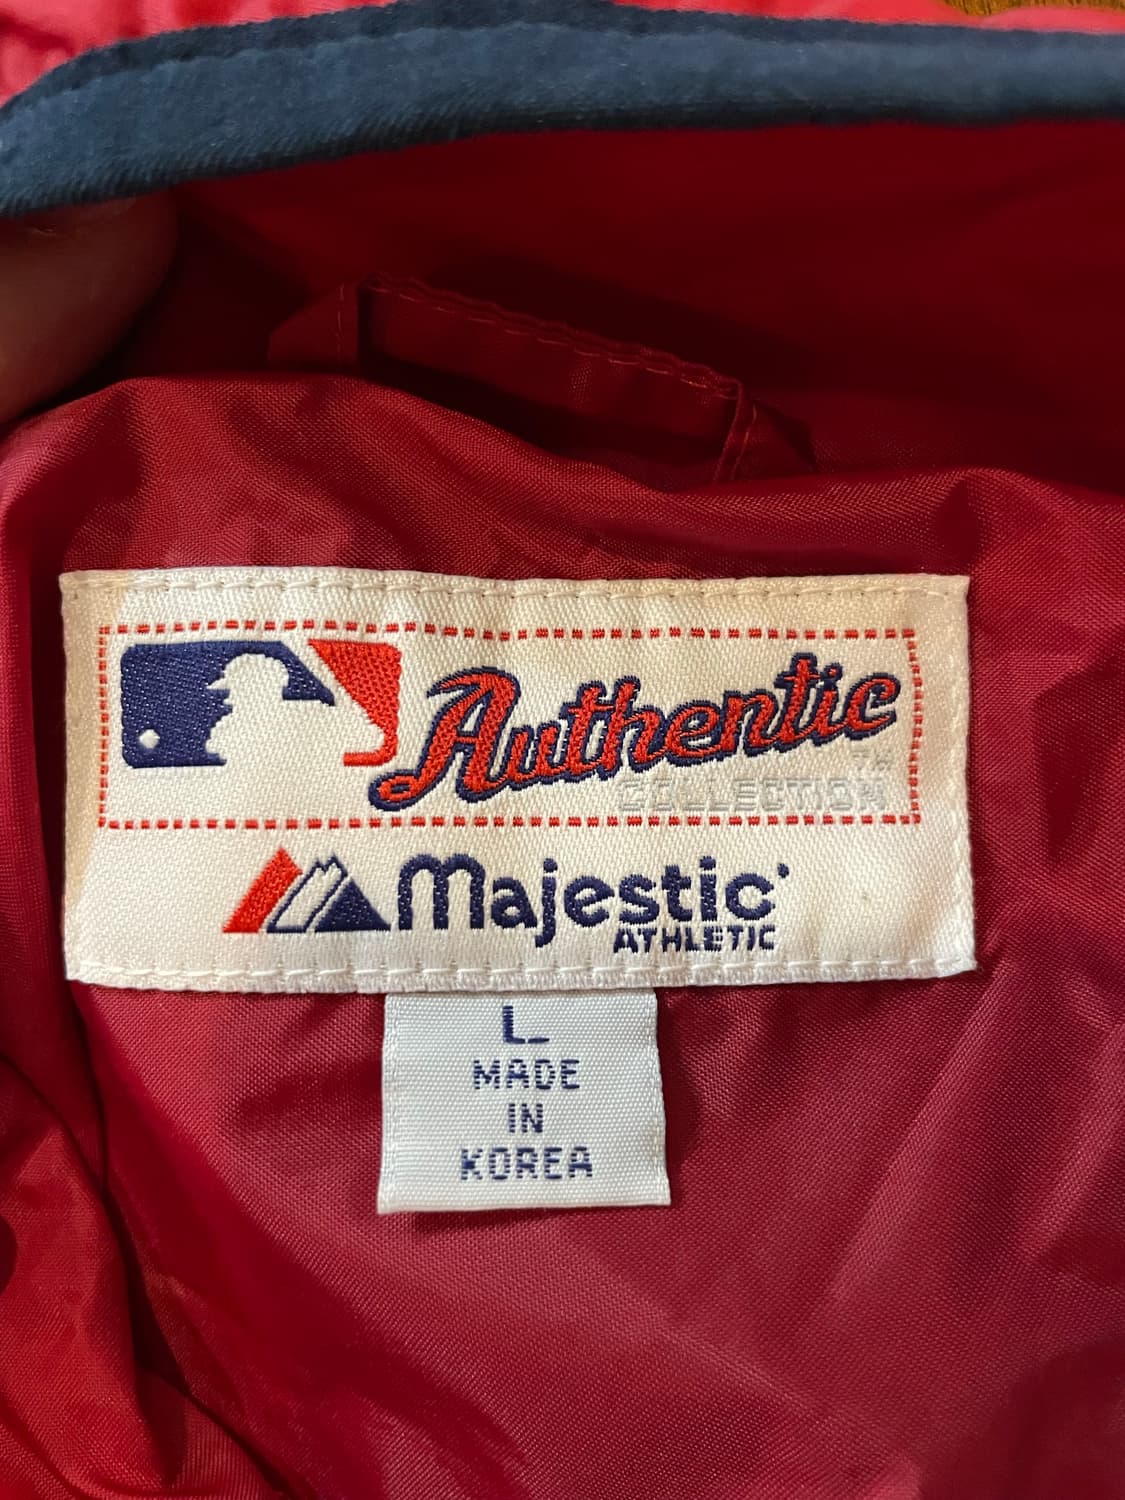 Authentic
TM
COLLECTION
Majestic
ATHLETIC
L
MADE
IN
KOREA